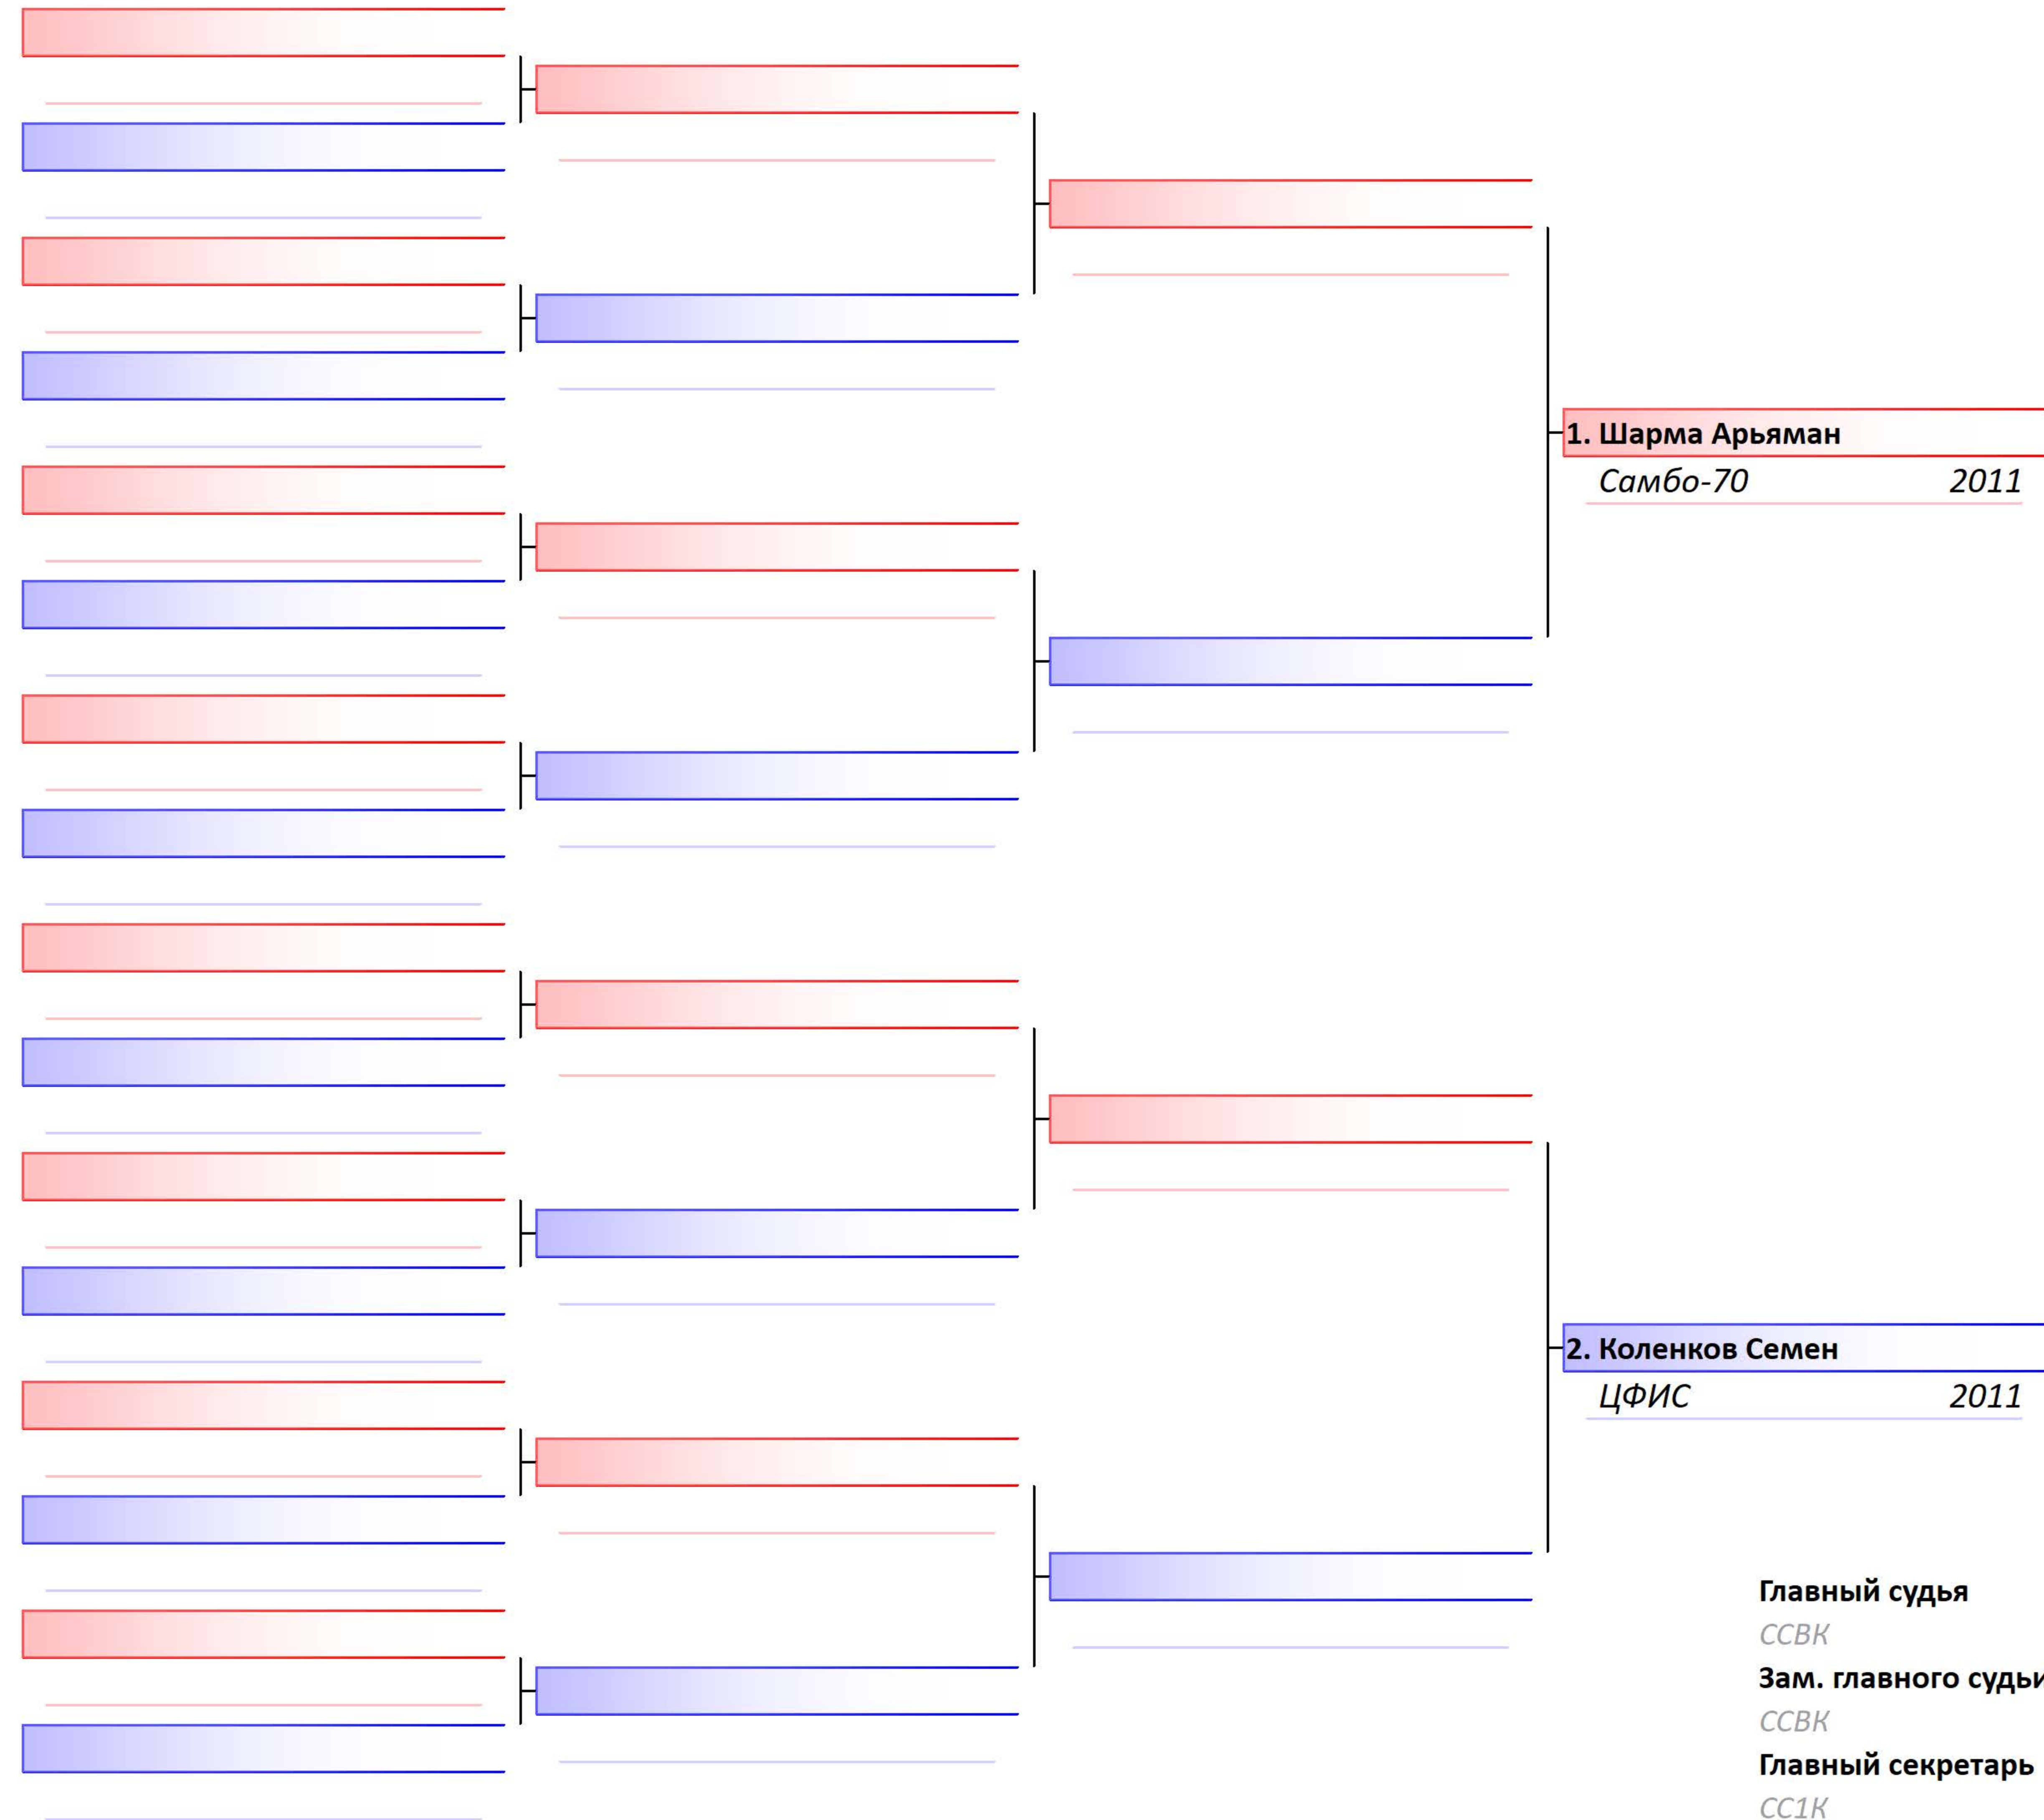 1. Шарма Арьяман
Самбо-70 2011
2. Коленков Семен
ЦФИС 2011
Главный судья
ССВК
Зам. главного судьи
ССВК
Главный секретарь
СС1К